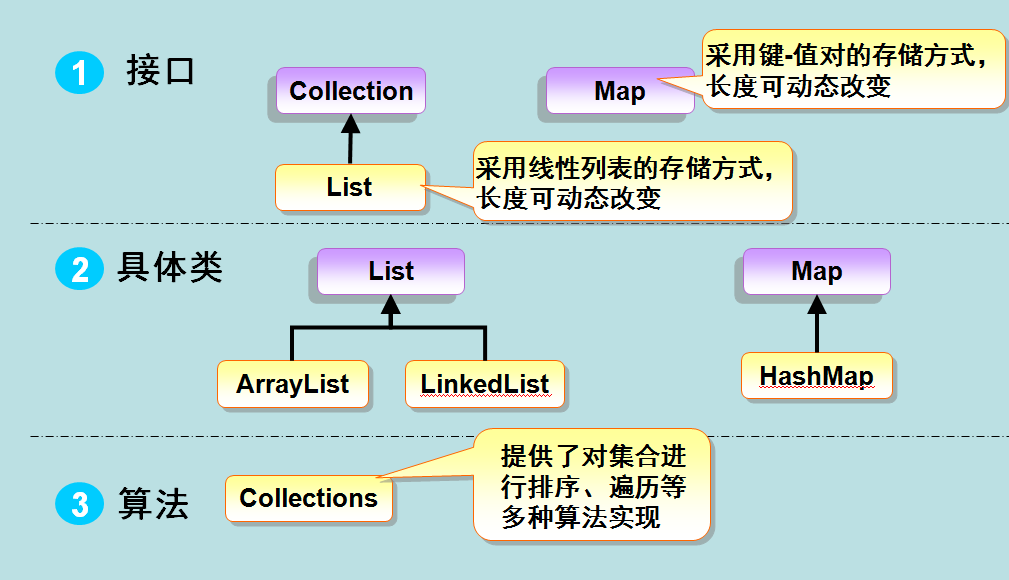 1 接口
Collection
Map
采用键-值对的存储方式，
长度可动态改变
List
采用线性列表的存储方式，
长度可动态改变
2 具体类
List
Map
ArrayList
LinkedList
HashMap
3 算法
Collections
提供了对集合进
行排序、遍历等
多种算法实现